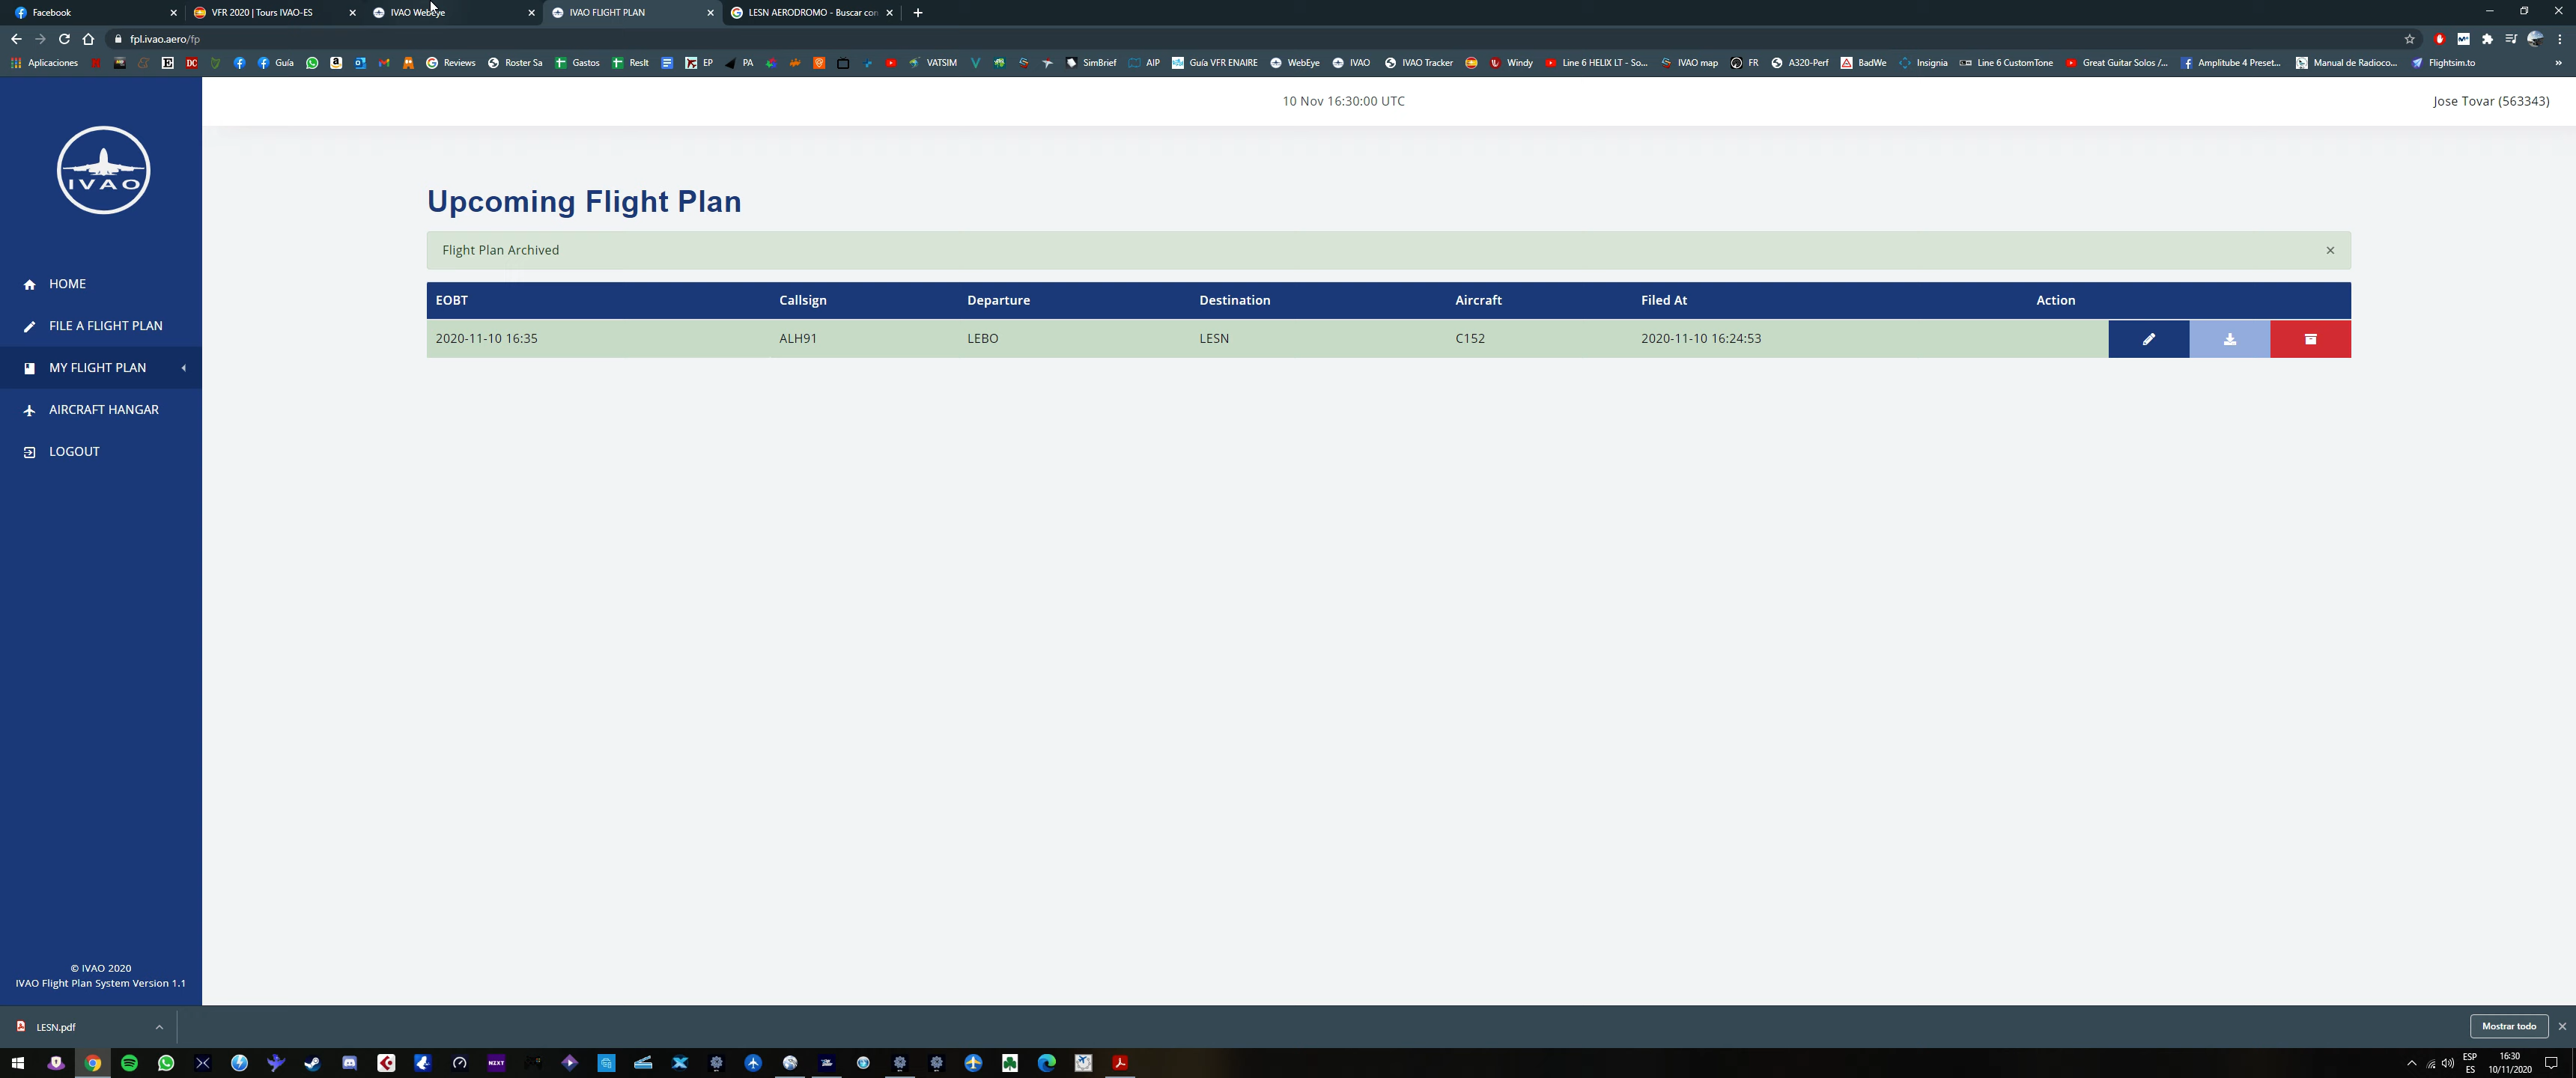 Facebook
VFR 2020 | Tours IVAO-ES
IVAO WebEye
IVAO FLIGHT PLAN
LESN AERODROMO - Buscar con
fpl.ivao.aero/fp
Aplicaciones
DC
Guía
Reviews
Roster Sa
Gastos
Reslt
EP
PA
VATSIM
SimBrief
AIP
Guía VFR ENAIRE
WebEye
IVAO
IVAO Tracker
Windy
Line 6 HELIX LT - So...
IVAO map
FR
A320-Perf
BadWe
Insignia
Line 6 CustomTone
Great Guitar Solos /...
Amplitube 4 Preset...
Manual de Radioco...
Flightsim.to
10 Nov 16:30:00 UTC
Jose Tovar (563343)
IVAO
HOME
FILE A FLIGHT PLAN
MY FLIGHT PLAN
AIRCRAFT HANGAR
LOGOUT
Upcoming Flight Plan
Flight Plan Archived
EOBT Callsign Departure Destination Aircraft Filed At Action
2020-11-10 16:35 ALH91 LEBO LESN C152 2020-11-10 16:24:53
© IVAO 2020
IVAO Flight Plan System Version 1.1
LESN.pdf
Mostrar todo
NZXT
ESP
ES
16:30
10/11/2020